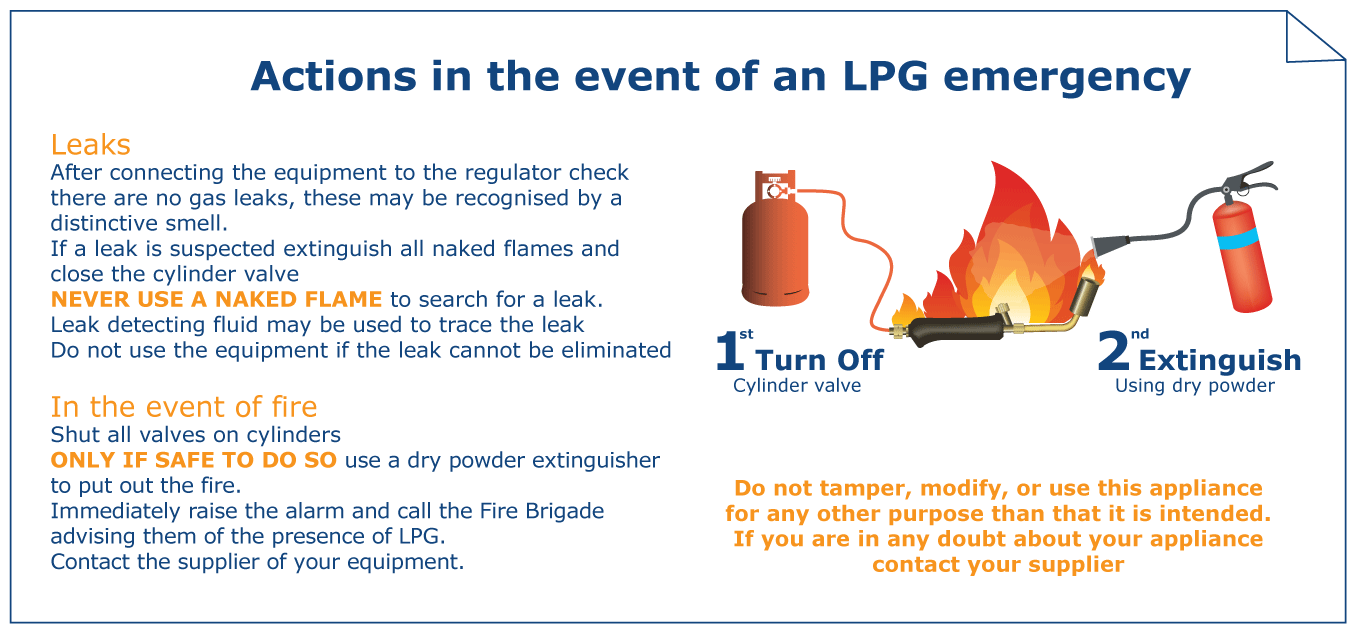 Actions in the event of an LPG emergency
Leaks
After connecting the equipment to the regulator check
there are no gas leaks, these may be recognised by a
distinctive smell.
If a leak is suspected extinguish all naked flames and
close the cylinder valve
NEVER USE A NAKED FLAME to search for a leak.
Leak detecting fluid may be used to trace the leak
Do not use the equipment if the leak cannot be eliminated
In the event of fire
Shut all valves on cylinders
ONLY IF SAFE TO DO SO use a dry powder extinguisher
to put out the fire.
Immediately raise the alarm and call the Fire Brigade
advising them of the presence of LPG.
Contact the supplier of your equipment.
1st Turn Off
Cylinder valve
2nd Extinguish
Using dry powder
Do not tamper, modify, or use this appliance
for any other purpose than that it is intended.
If you are in any doubt about your appliance
contact your supplier